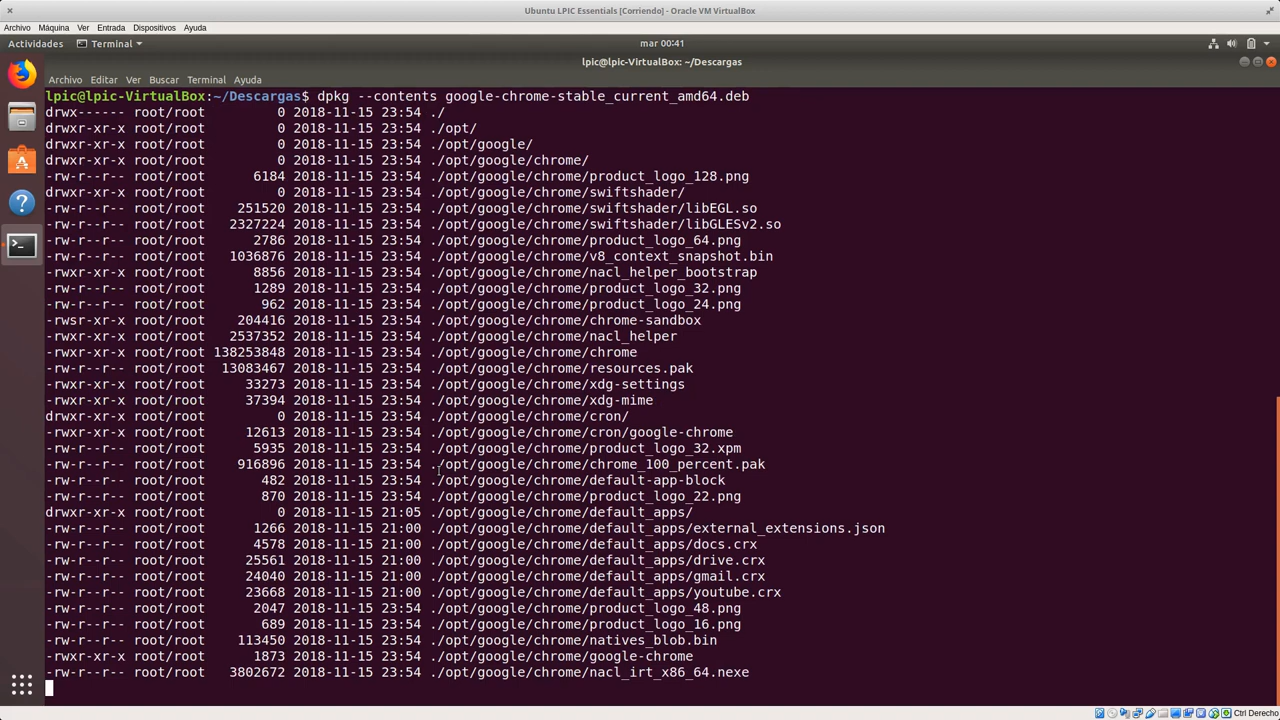 Ubuntu LPIC Essentials [Corriendo] - Oracle VM VirtualBox
Archivo Máquina Ver Entrada Dispositivos Ayuda
Actividades Terminal mar 00:41
lpic@lpic-VirtualBox: ~/Descargas
Archivo Editar Ver Buscar Terminal Ayuda
lpic@lpic-VirtualBox:~/Descargas$ dpkg --contents google-chrome-stable_current_amd64.deb
drwx------ root/root 0 2018-11-15 23:54 ./
drwxr-xr-x root/root 0 2018-11-15 23:54 ./opt/
drwxr-xr-x root/root 0 2018-11-15 23:54 ./opt/google/
drwxr-xr-x root/root 0 2018-11-15 23:54 ./opt/google/chrome/
-rw-r--r-- root/root 6184 2018-11-15 23:54 ./opt/google/chrome/product_logo_128.png
drwxr-xr-x root/root 0 2018-11-15 23:54 ./opt/google/chrome/swiftshader/
-rw-r--r-- root/root 251520 2018-11-15 23:54 ./opt/google/chrome/swiftshader/libEGL.so
-rw-r--r-- root/root 2327224 2018-11-15 23:54 ./opt/google/chrome/swiftshader/libGLESv2.so
-rw-r--r-- root/root 2786 2018-11-15 23:54 ./opt/google/chrome/product_logo_64.png
-rw-r--r-- root/root 1036876 2018-11-15 23:54 ./opt/google/chrome/v8_context_snapshot.bin
-rwxr-xr-x root/root 8856 2018-11-15 23:54 ./opt/google/chrome/nacl_helper_bootstrap
-rw-r--r-- root/root 1289 2018-11-15 23:54 ./opt/google/chrome/product_logo_32.png
-rw-r--r-- root/root 962 2018-11-15 23:54 ./opt/google/chrome/product_logo_24.png
-rwsr-xr-x root/root 204416 2018-11-15 23:54 ./opt/google/chrome/chrome-sandbox
-rwxr-xr-x root/root 2537352 2018-11-15 23:54 ./opt/google/chrome/nacl_helper
-rwxr-xr-x root/root 138253848 2018-11-15 23:54 ./opt/google/chrome/chrome
-rw-r--r-- root/root 13083467 2018-11-15 23:54 ./opt/google/chrome/resources.pak
-rwxr-xr-x root/root 33273 2018-11-15 23:54 ./opt/google/chrome/xdg-settings
-rwxr-xr-x root/root 37394 2018-11-15 23:54 ./opt/google/chrome/xdg-mime
drwxr-xr-x root/root 0 2018-11-15 23:54 ./opt/google/chrome/cron/
-rwxr-xr-x root/root 12613 2018-11-15 23:54 ./opt/google/chrome/cron/google-chrome
-rw-r--r-- root/root 5935 2018-11-15 23:54 ./opt/google/chrome/product_logo_32.xpm
-rw-r--r-- root/root 916896 2018-11-15 23:54 ./opt/google/chrome/chrome_100_percent.pak
-rw-r--r-- root/root 482 2018-11-15 23:54 ./opt/google/chrome/default-app-block
-rw-r--r-- root/root 870 2018-11-15 23:54 ./opt/google/chrome/product_logo_22.png
drwxr-xr-x root/root 0 2018-11-15 21:05 ./opt/google/chrome/default_apps/
-rw-r--r-- root/root 1266 2018-11-15 21:00 ./opt/google/chrome/default_apps/external_extensions.json
-rw-r--r-- root/root 4578 2018-11-15 21:00 ./opt/google/chrome/default_apps/docs.crx
-rw-r--r-- root/root 25561 2018-11-15 21:00 ./opt/google/chrome/default_apps/drive.crx
-rw-r--r-- root/root 24040 2018-11-15 21:00 ./opt/google/chrome/default_apps/gmail.crx
-rw-r--r-- root/root 23668 2018-11-15 21:00 ./opt/google/chrome/default_apps/youtube.crx
-rw-r--r-- root/root 2047 2018-11-15 23:54 ./opt/google/chrome/product_logo_48.png
-rw-r--r-- root/root 689 2018-11-15 23:54 ./opt/google/chrome/product_logo_16.png
-rw-r--r-- root/root 113450 2018-11-15 23:54 ./opt/google/chrome/natives_blob.bin
-rwxr-xr-x root/root 1873 2018-11-15 23:54 ./opt/google/chrome/google-chrome
-rw-r--r-- root/root 3802672 2018-11-15 23:54 ./opt/google/chrome/nacl_irt_x86_64.nexe
Ctrl Derecho